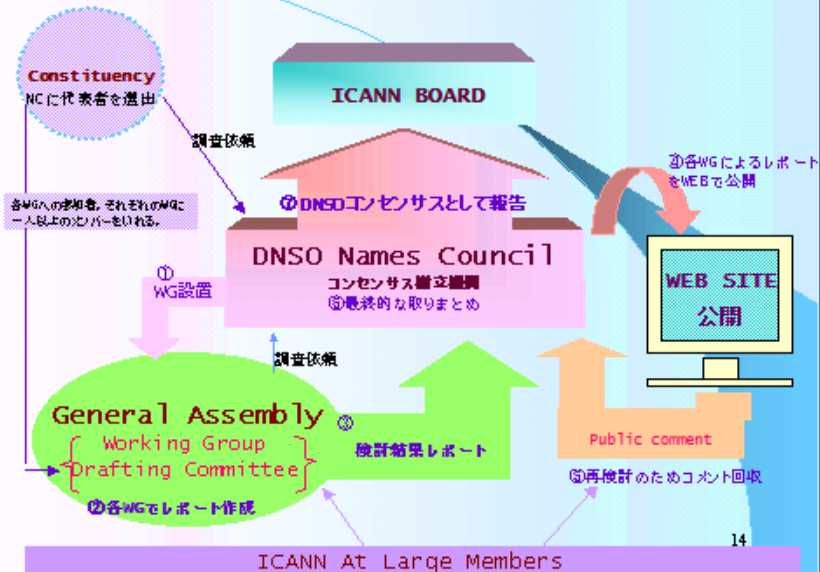 Constituency
NCに代表者を選出
ICANN BOARD
調査依頼
④各WGによるレポート
をWEBで公開
各WGへの参加者。それぞれのWGに
一人以上のメンバーをいれる。
⑦DNSOコンセンサスとして報告
DNSO Names Council
コンセンサス樹立機関
⑥最終的な取りまとめ
①
WG設置
WEB SITE
公開
調査依頼
General Assembly
Working Group
Drafting Committee
②各WGでレポート作成
③
検討結果レポート
Public comment
⑤再検討のためコメント回収
14
ICANN At Large Members